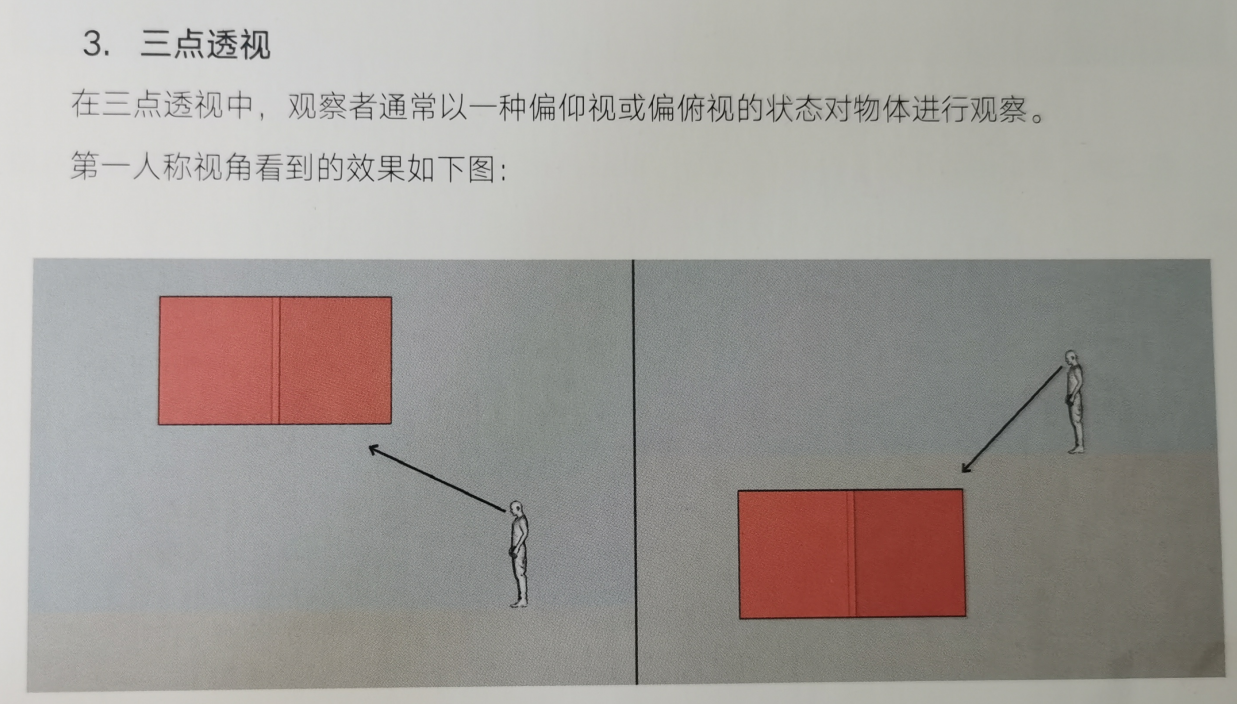 3. 三点透视
在三点透视中，观察者通常以一种偏仰视或偏俯视的状态对物体进行观察。
第一人称视角看到的效果如下图：